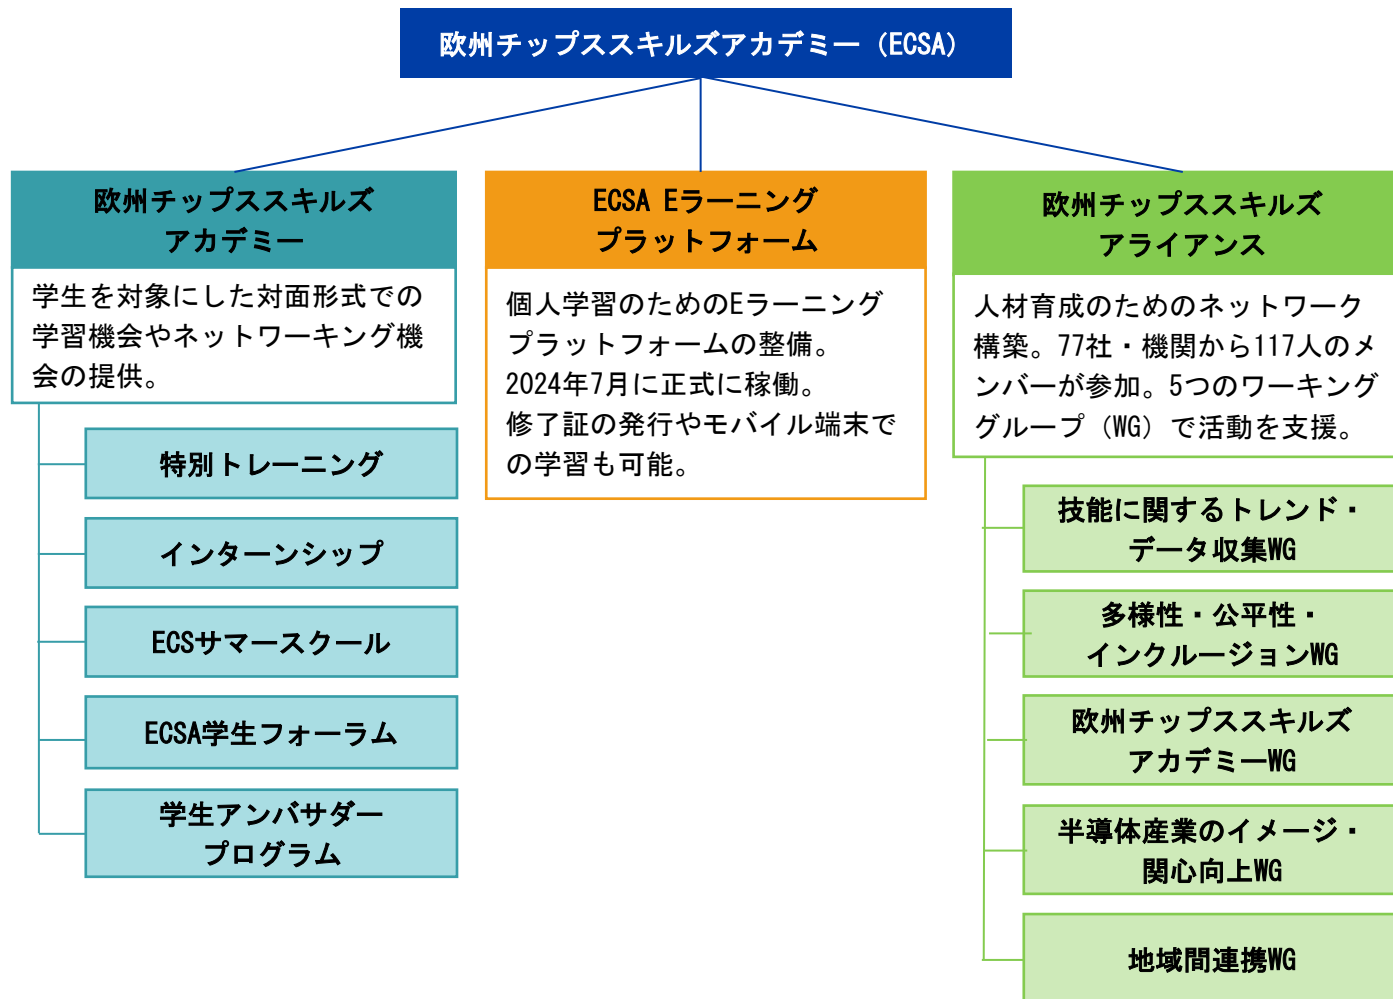 欧州チップススキルズアカデミー（ECSA）
欧州チップススキルズ
アカデミー
学生を対象にした対面形式での
学習機会やネットワーキング機
会の提供。
特別トレーニング
インターンシップ
ECSサマースクール
ECSA学生フォーラム
学生アンバサダー
プログラム
ECSA Eラーニング
プラットフォーム
個人学習のためのEラーニング
プラットフォームの整備。
2024年7月に正式に稼働。
修了証の発行やモバイル端末で
の学習も可能。
欧州チップススキルズ
アライアンス
人材育成のためのネットワーク
構築。77社・機関から117人のメ
ンバーが参加。5つのワーキング
グループ（WG）で活動を支援。
技能に関するトレンド・
データ収集WG
多様性・公平性・
インクルージョンWG
欧州チップススキルズ
アカデミーWG
半導体産業のイメージ・
関心向上WG
地域間連携WG